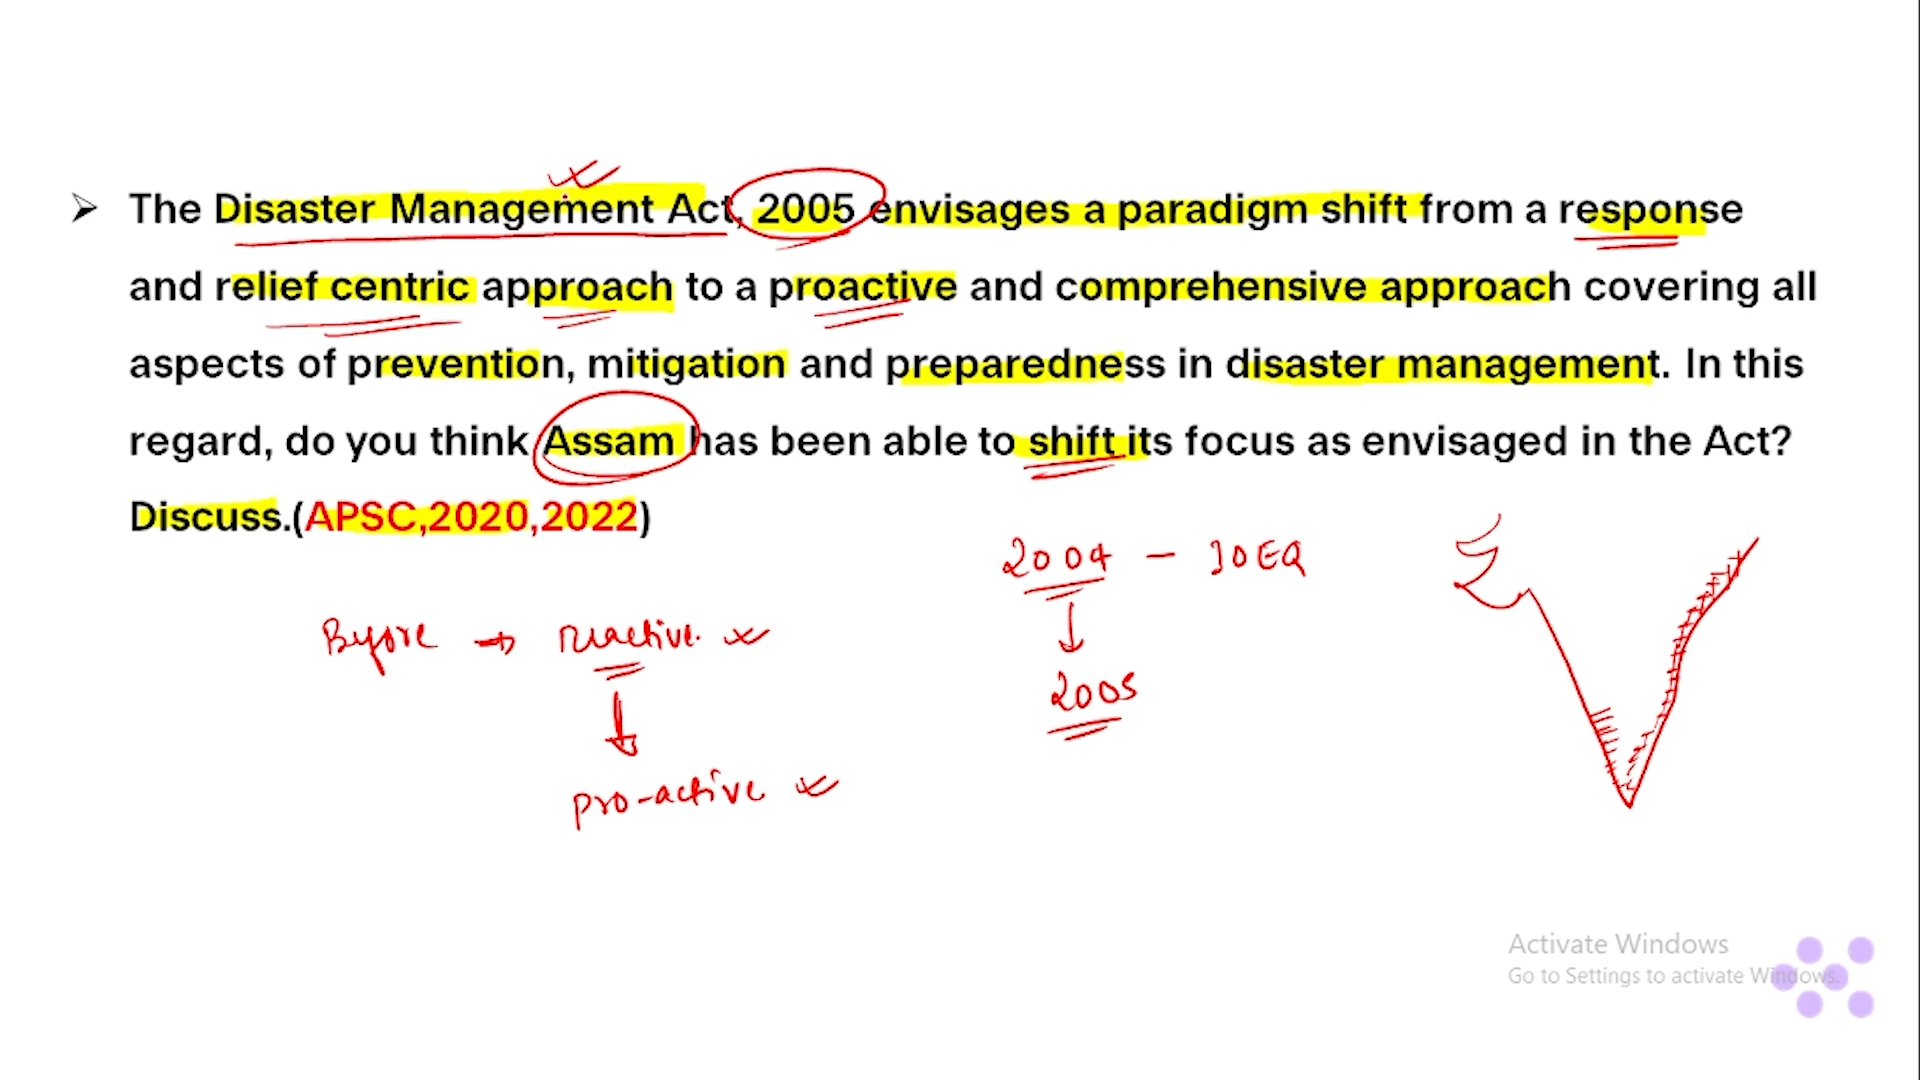 ➢ The Disaster Management Act, 2005 envisages a paradigm shift from a response
and relief centric approach to a proactive and comprehensive approach covering all
aspects of prevention, mitigation and preparedness in disaster management. In this
regard, do you think Assam has been able to shift its focus as envisaged in the Act?
Discuss.(APSC,2020,2022)
2004 – IOEQ
Before → reactive
2005
pro-active
Activate Windows
Go to Settings to activate Windows.